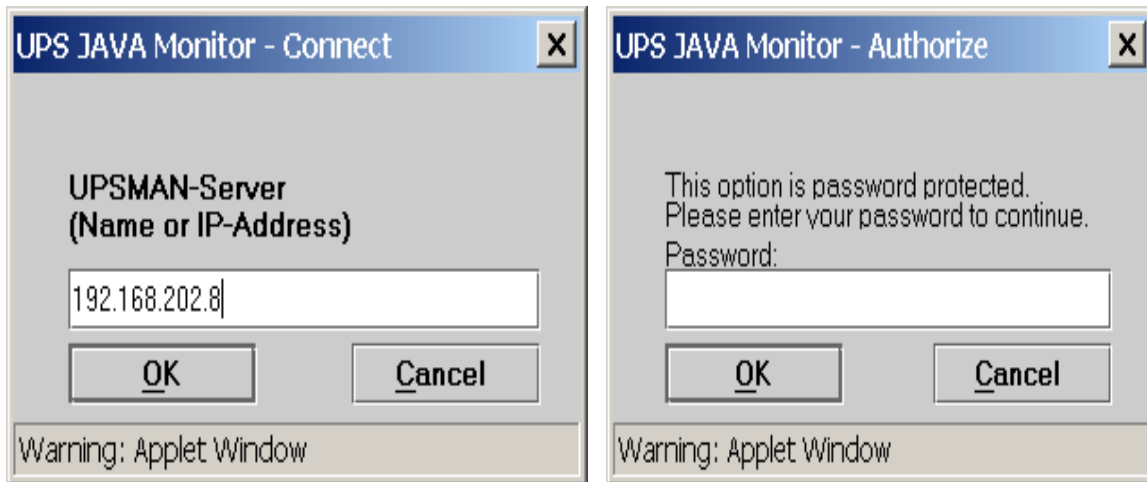 UPS JAVA Monitor - Connect
UPSMAN-Server
(Name or IP-Address)
192.168.202.8
OK
Cancel
Warning: Applet Window
UPS JAVA Monitor - Authorize
This option is password protected.
Please enter your password to continue.
Password:
OK
Cancel
Warning: Applet Window